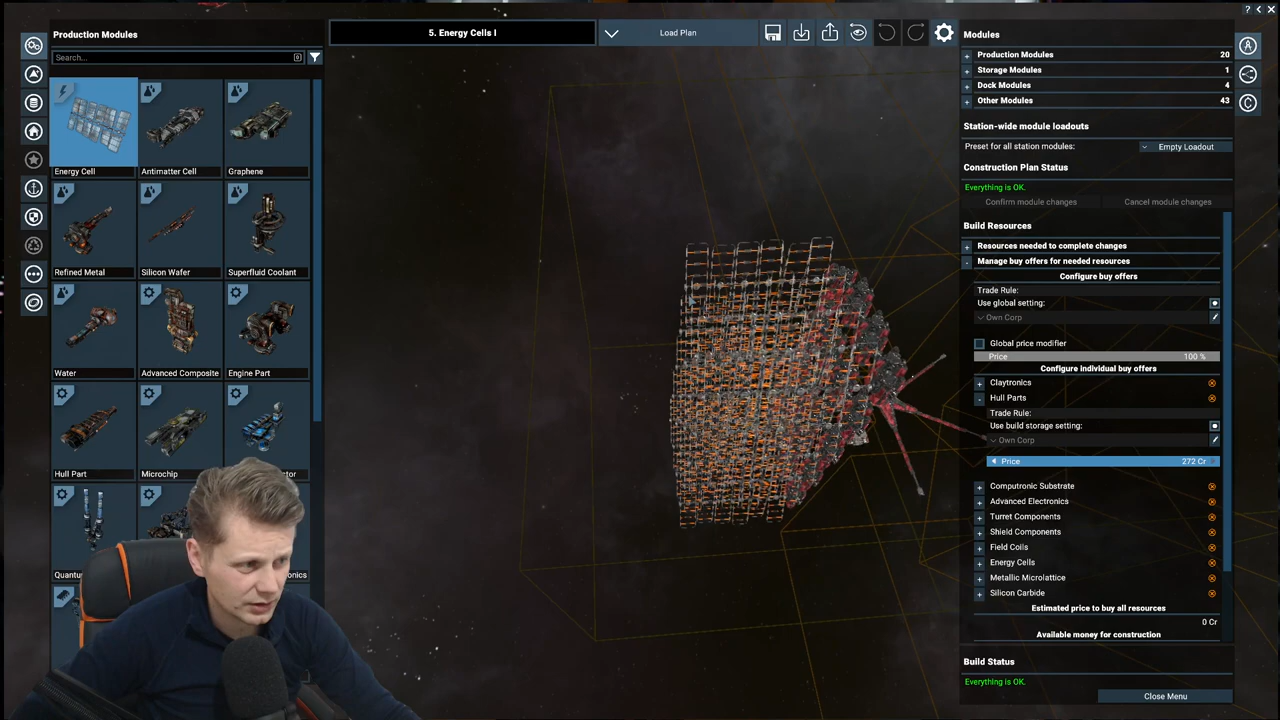 Production Modules
Search...
Energy Cell
Antimatter Cell
Graphene
Refined Metal
Silicon Wafer
Superfluid Coolant
Water
Advanced Composite
Engine Part
Hull Part
Microchip
5. Energy Cells I
Load Plan
Modules
Production Modules 20
Storage Modules 1
Dock Modules 4
Other Modules 43
Station-wide module loadouts
Preset for all station modules: Empty Loadout
Construction Plan Status
Everything is OK.
Confirm module changes Cancel module changes
Build Resources
Resources needed to complete changes
Manage buy offers for needed resources
Configure buy offers
Trade Rule:
Use global setting:
Own Corp
Global price modifier
Price 100 %
Configure individual buy offers
Claytronics
Hull Parts
Trade Rule:
Use build storage setting:
Own Corp
Price 272 Cr
Computronic Substrate
Advanced Electronics
Turret Components
Shield Components
Field Coils
Energy Cells
Metallic Microlattice
Silicon Carbide
Estimated price to buy all resources
0 Cr
Available money for construction
Build Status
Everything is OK.
Close Menu